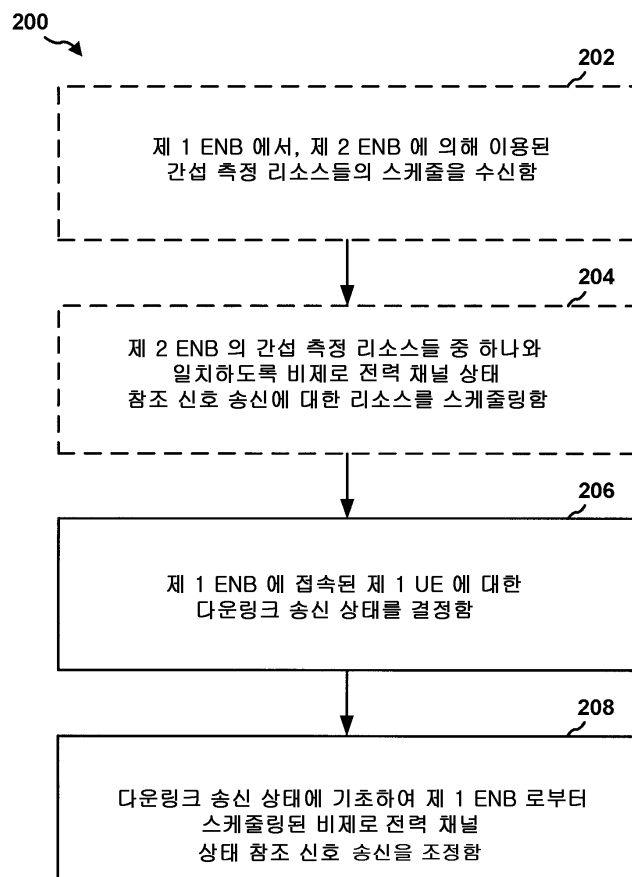 200
202
제 1 ENB 에서, 제 2 ENB 에 의해 이용된
간섭 측정 리소스들의 스케줄을 수신함
204
제 2 ENB 의 간섭 측정 리소스들 중 하나와
일치하도록 비제로 전력 채널 상태
참조 신호 송신에 대한 리소스를 스케줄링함
206
제 1 ENB 에 접속된 제 1 UE 에 대한
다운링크 송신 상태를 결정함
208
다운링크 송신 상태에 기초하여 제 1 ENB 로부터
스케줄링된 비제로 전력 채널
상태 참조 신호 송신을 조정함